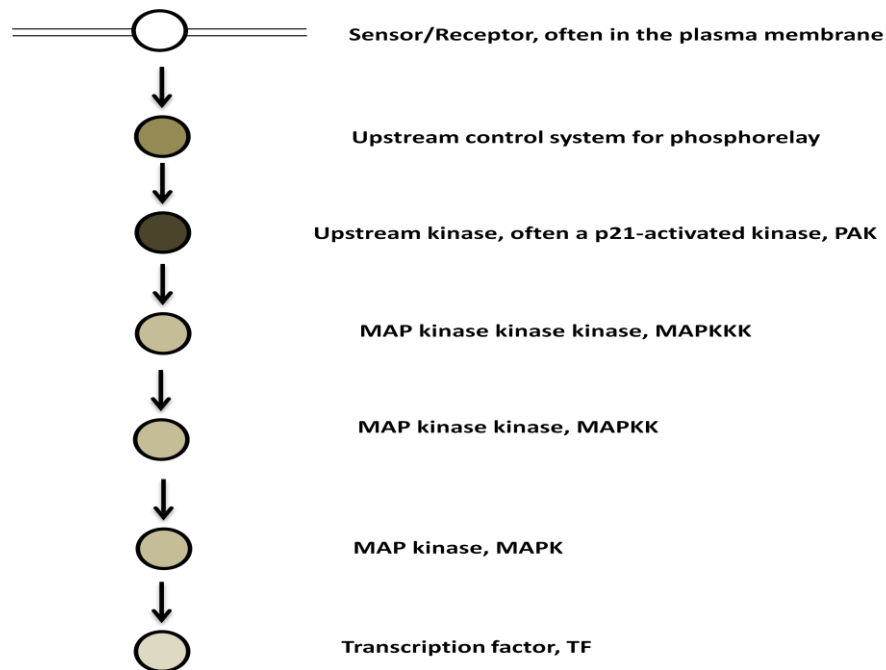 Sensor/Receptor, often in the plasma membrane
Upstream control system for phosphorelay
Upstream kinase, often a p21-activated kinase, PAK
MAP kinase kinase kinase, MAPKKK
MAP kinase kinase, MAPKK
MAP kinase, MAPK
Transcription factor, TF